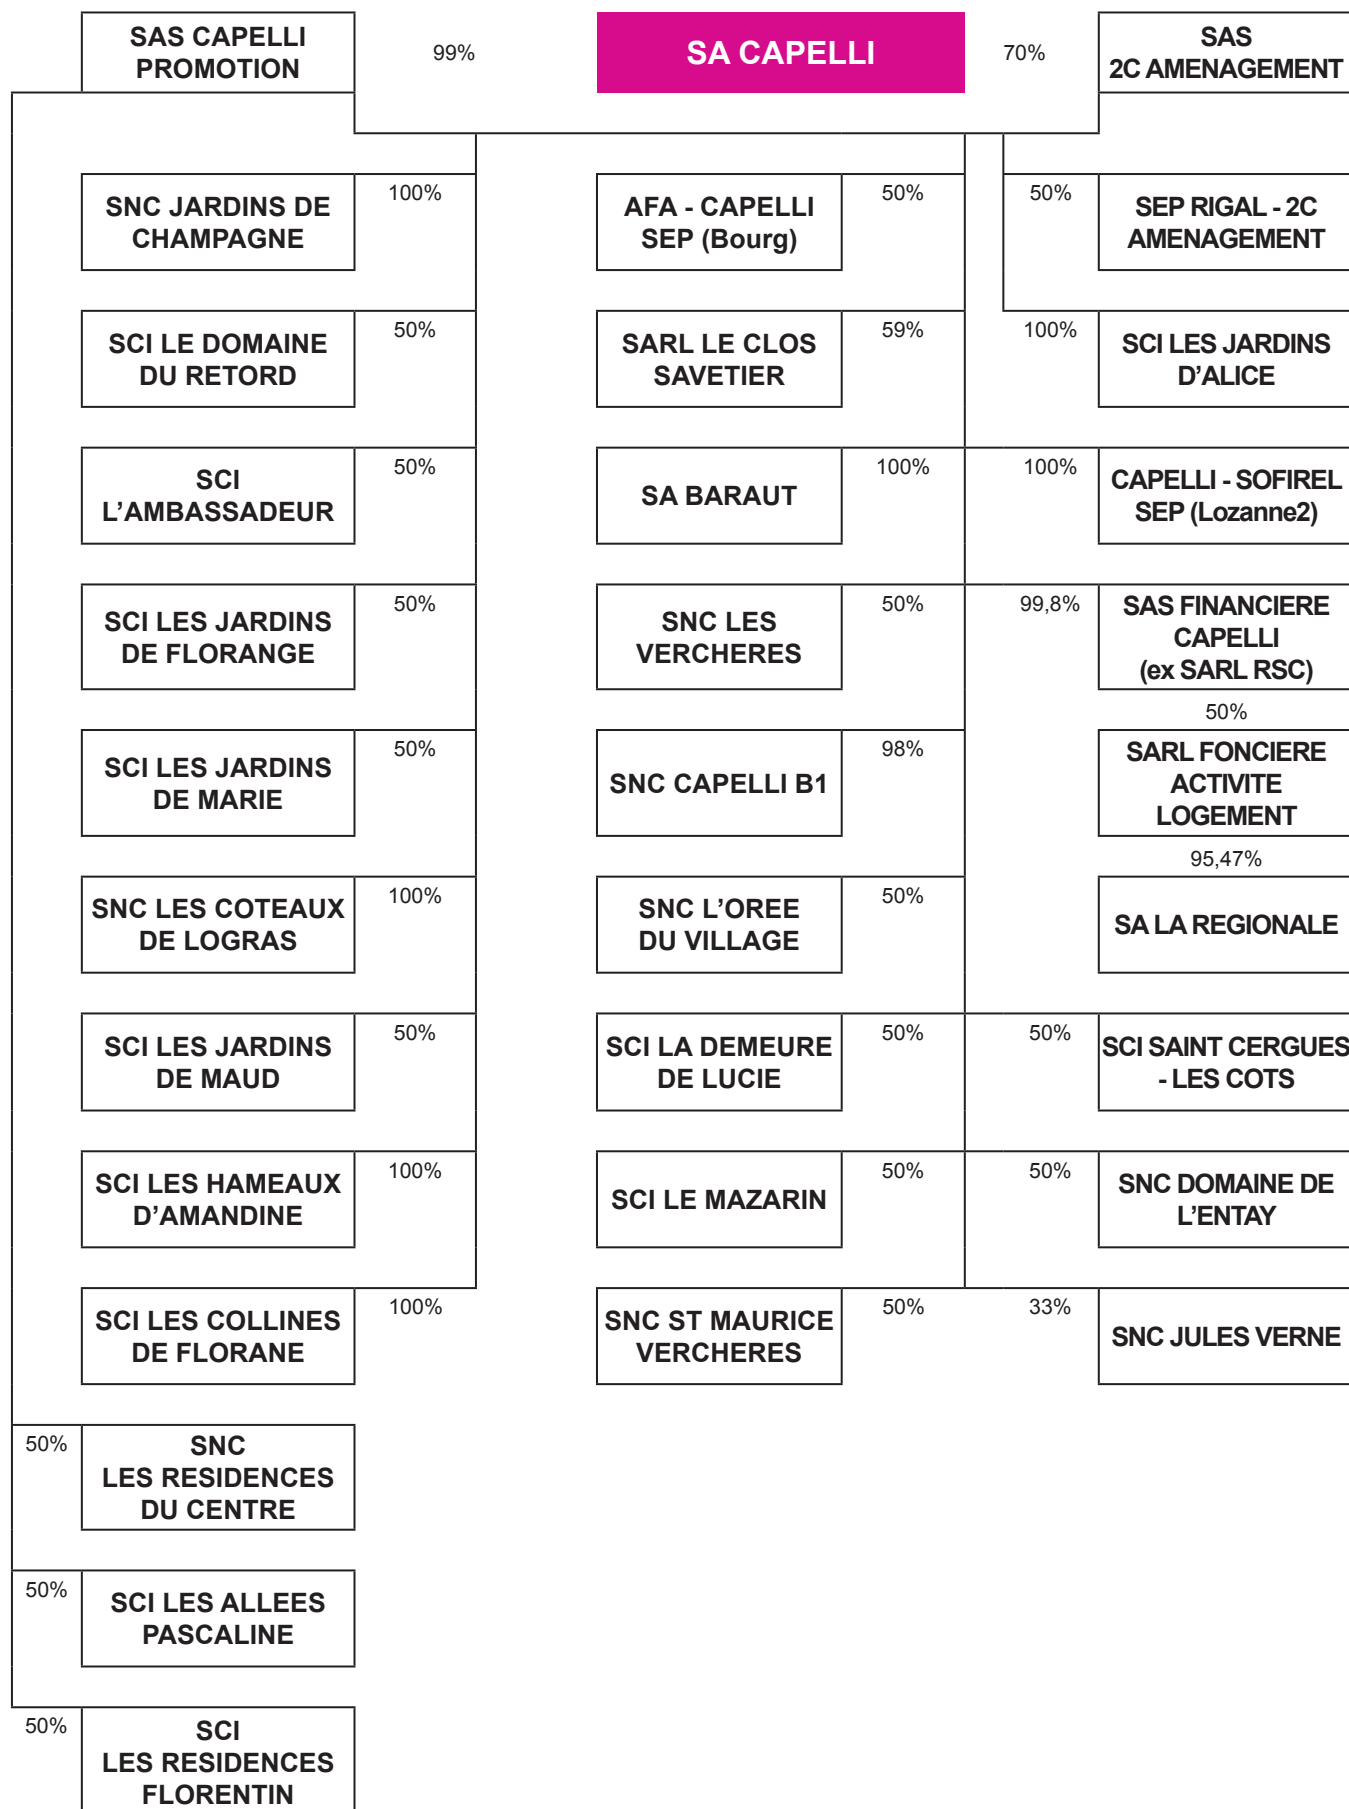 SAS CAPELLI
PROMOTION
99%
SA CAPELLI
70%
SAS
2C AMENAGEMENT
SNC JARDINS DE
CHAMPAGNE
100%
AFA - CAPELLI
SEP (Bourg)
50%
50%
SEP RIGAL - 2C
AMENAGEMENT
SCI LE DOMAINE
DU RETORD
50%
SARL LE CLOS
SAVETIER
59%
100%
SCI LES JARDINS
D’ALICE
SCI
L’AMBASSADEUR
50%
SA BARAUT
100%
100%
CAPELLI - SOFIREL
SEP (Lozanne2)
SCI LES JARDINS
DE FLORANGE
50%
SNC LES
VERCHERES
50%
99,8%
SAS FINANCIERE
CAPELLI
(ex SARL RSC)
50%
SCI LES JARDINS
DE MARIE
50%
SNC CAPELLI B1
98%
SARL FONCIERE
ACTIVITE
LOGEMENT
95,47%
SNC LES COTEAUX
DE LOGRAS
100%
SNC L’OREE
DU VILLAGE
50%
SA LA REGIONALE
SCI LES JARDINS
DE MAUD
50%
SCI LA DEMEURE
DE LUCIE
50%
50%
SCI SAINT CERGUES
- LES COTS
SCI LES HAMEAUX
D’AMANDINE
100%
SCI LE MAZARIN
50%
50%
SNC DOMAINE DE
L’ENTAY
SCI LES COLLINES
DE FLORANE
100%
SNC ST MAURICE
VERCHERES
50%
33%
SNC JULES VERNE
50%
SNC
LES RESIDENCES
DU CENTRE
50%
SCI LES ALLEES
PASCALINE
50%
SCI
LES RESIDENCES
FLORENTIN